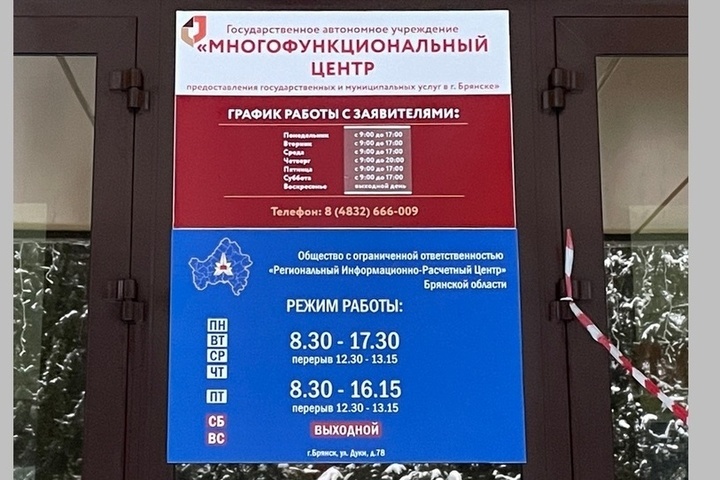 Государственное автономное учреждение
«МНОГОФУНКЦИОНАЛЬНЫЙ
ЦЕНТР
предоставления государственных и муниципальных услуг в г. Брянске»
ГРАФИК РАБОТЫ С ЗАЯВИТЕЛЯМИ:
Понедельник с 9:00 до 17:00
Вторник с 9:00 до 17:00
Среда с 9:00 до 17:00
Четверг с 9:00 до 20:00
Пятница с 9:00 до 17:00
Суббота с 9:00 до 17:00
Воскресенье выходной день
Телефон: 8 (4832) 666-009
Общество с ограниченной ответственностью
«Региональный Информационно-Расчетный Центр»
Брянской области
РЕЖИМ РАБОТЫ:
ПН
ВТ
СР
ЧТ
8.30 - 17.30
перерыв 12.30 - 13.15
ПТ
8.30 - 16.15
перерыв 12.30 - 13.15
СБ
ВС
ВЫХОДНОЙ
г.Брянск, ул. Дуки, д.78